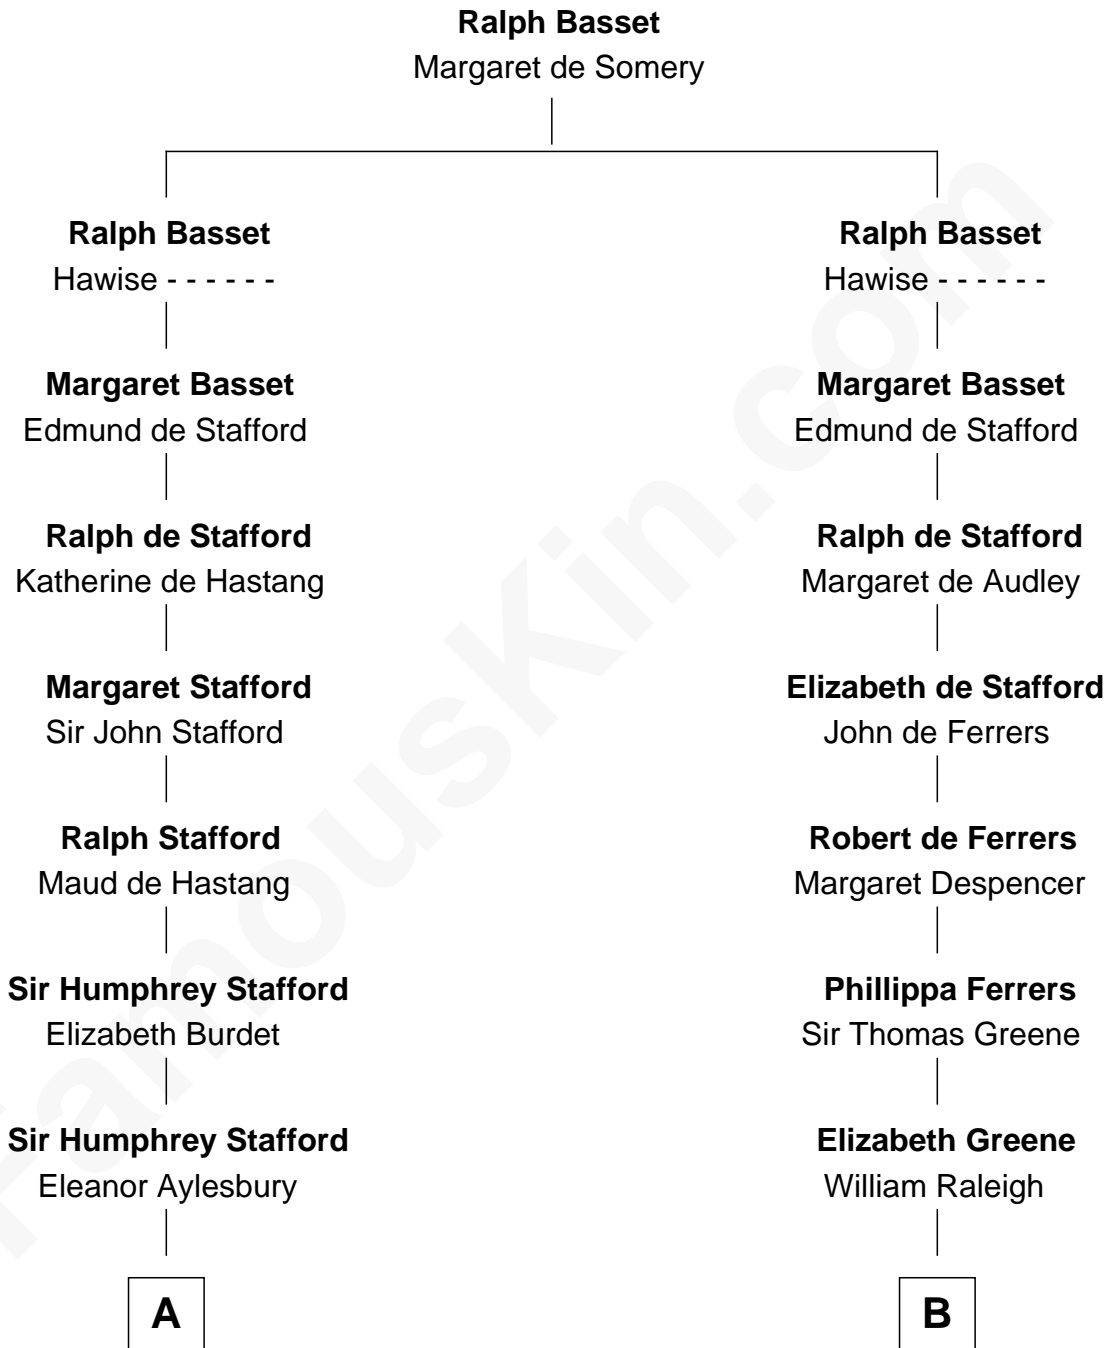 Ralph Basset
Margaret de Somery
Ralph Basset
Hawise - - - - - -
Margaret Basset
Edmund de Stafford
Ralph de Stafford
Katherine de Hastang
Margaret Stafford
Sir John Stafford
Ralph Stafford
Maud de Hastang
Sir Humphrey Stafford
Elizabeth Burdet
Sir Humphrey Stafford
Eleanor Aylesbury
A
Ralph Basset
Hawise - - - - - -
Margaret Basset
Edmund de Stafford
Ralph de Stafford
Margaret de Audley
Elizabeth de Stafford
John de Ferrers
Robert de Ferrers
Margaret Despencer
Phillippa Ferrers
Sir Thomas Greene
Elizabeth Greene
William Raleigh
B
FamousKin.com